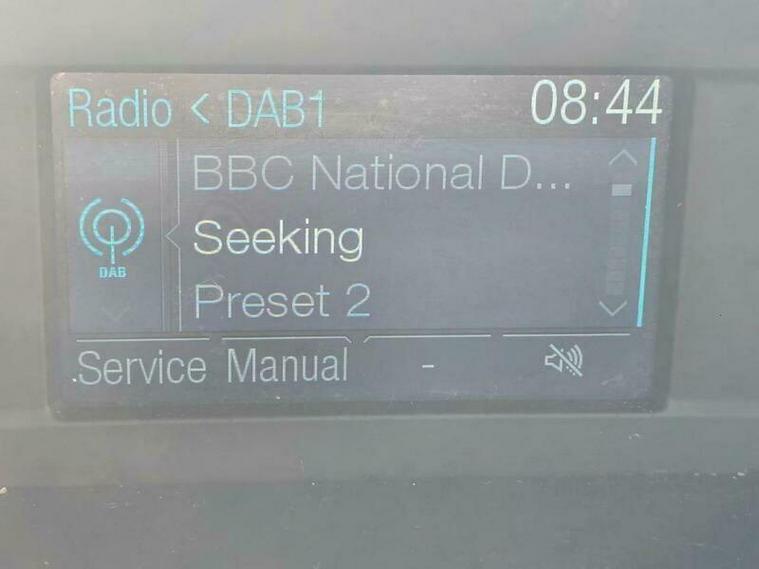 Radio < DAB1 08:44
BBC National D...
Seeking
DAB
Preset 2
Service Manual -